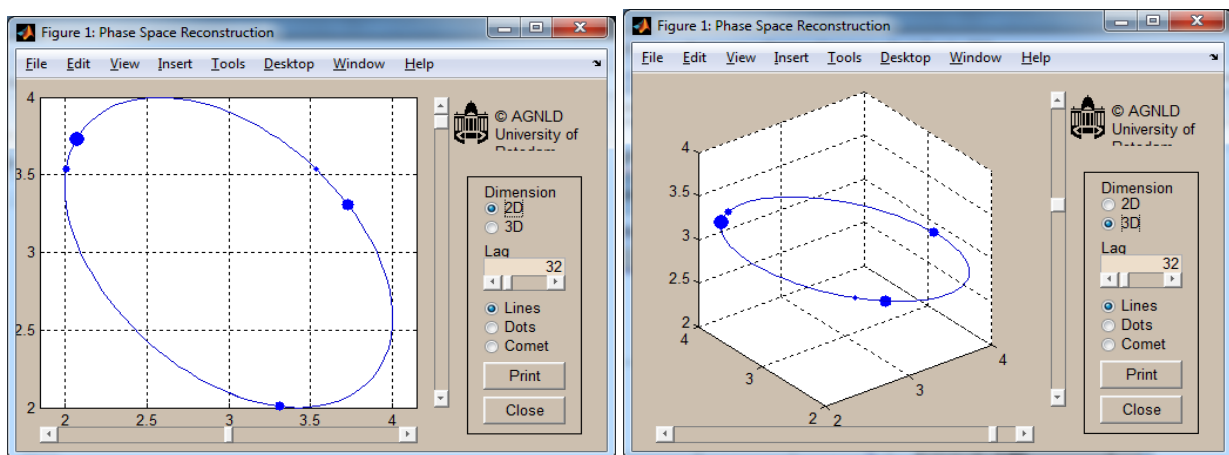 Figure 1: Phase Space Reconstruction
File Edit View Insert Tools Desktop Window Help
4
3.5
3
2.5
2
2 2.5 3 3.5 4
© AGNLD
University of
Dimension
2D
3D
Lag
32
Lines
Dots
Comet
Print
Close
Figure 1: Phase Space Reconstruction
File Edit View Insert Tools Desktop Window Help
4
3.5
3
2.5
2
4
3
2
2
3
4
© AGNLD
University of
Dimension
2D
3D
Lag
32
Lines
Dots
Comet
Print
Close